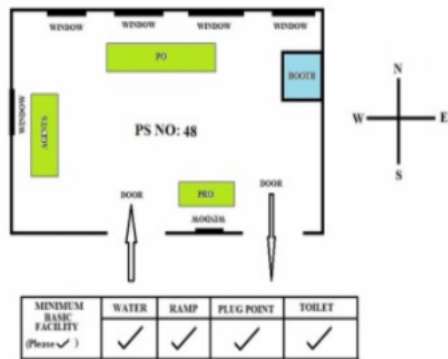 WINDOW WINDOW WINDOW WINDOW
PO
BOOTH
WINDOW
AGENTS
PS NO: 48
N
W E
S
DOOR
PRO
DOOR
WINDOW
MINIMUM BASIC FACILITY (Please ✓) WATER RAMP PLUG POINT TOILET
✓ ✓ ✓ ✓